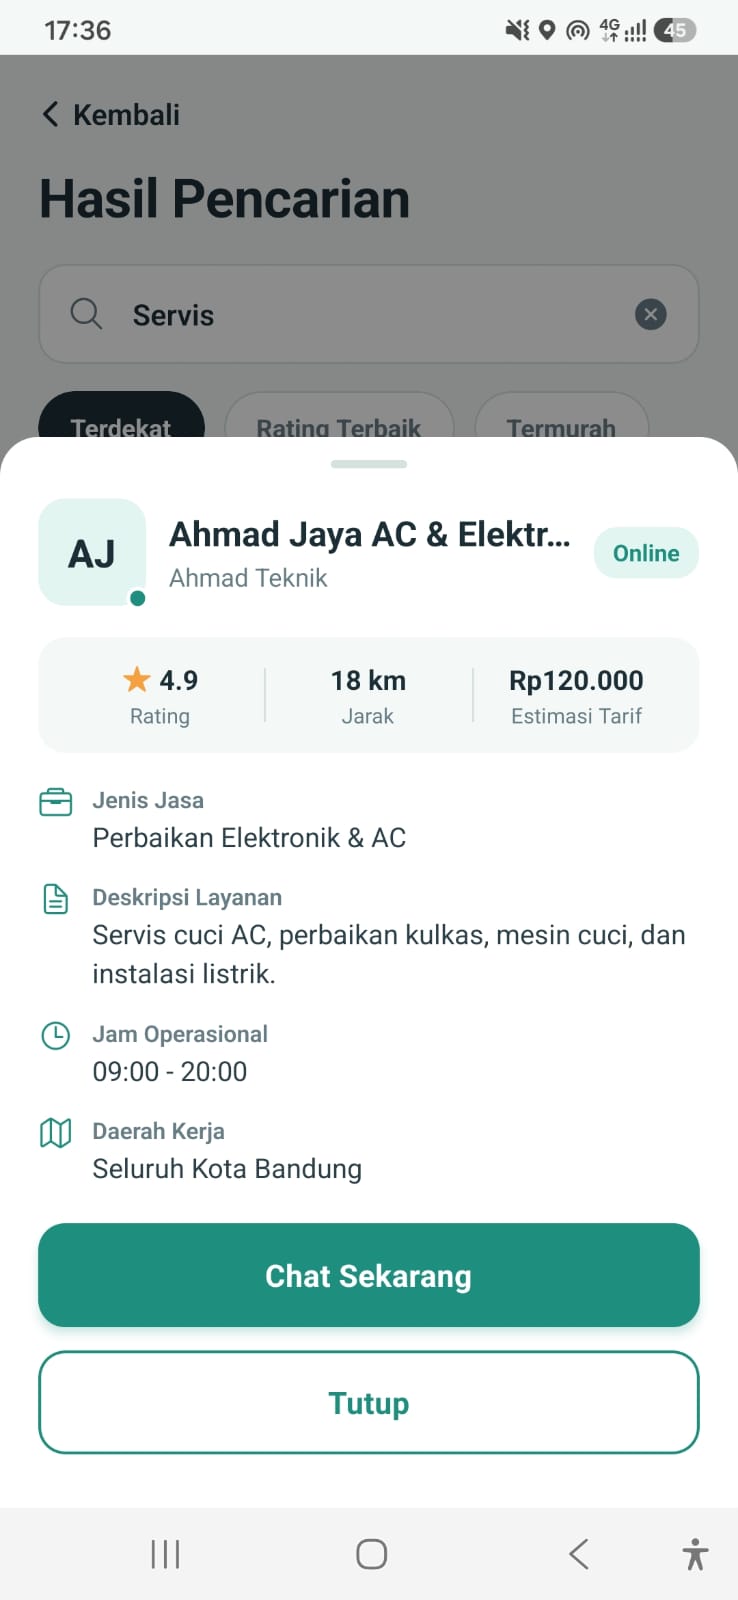 17:36
4G
45
Kembali
Hasil Pencarian
Servis
Terdekat
Rating Terbaik
Termurah
AJ
Ahmad Jaya AC & Elektr...
Ahmad Teknik
Online
4.9
Rating
18 km
Jarak
Rp120.000
Estimasi Tarif
Jenis Jasa
Perbaikan Elektronik & AC
Deskripsi Layanan
Servis cuci AC, perbaikan kulkas, mesin cuci, dan
instalasi listrik.
Jam Operasional
09:00 - 20:00
Daerah Kerja
Seluruh Kota Bandung
Chat Sekarang
Tutup